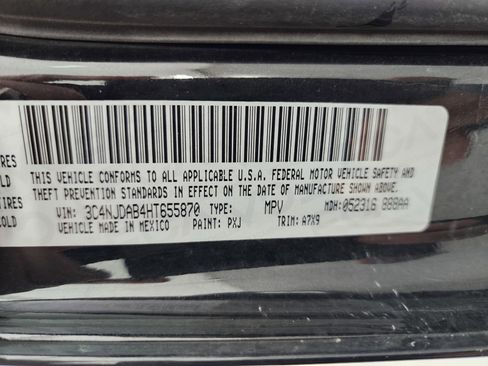 IRES
OLD
IRES
COLD
THIS VEHICLE CONFORMS TO ALL APPLICABLE U.S.A. FEDERAL MOTOR VEHICLE SAFETY AND
THEFT PREVENTION STANDARDS IN EFFECT ON THE DATE OF MANUFACTURE SHOWN ABOVE.
VIN: 3C4NJDAB4HT655870 TYPE: MPV MDH: 052316 888AA
VEHICLE MADE IN MEXICO PAINT: PXJ TRIM: A7X9